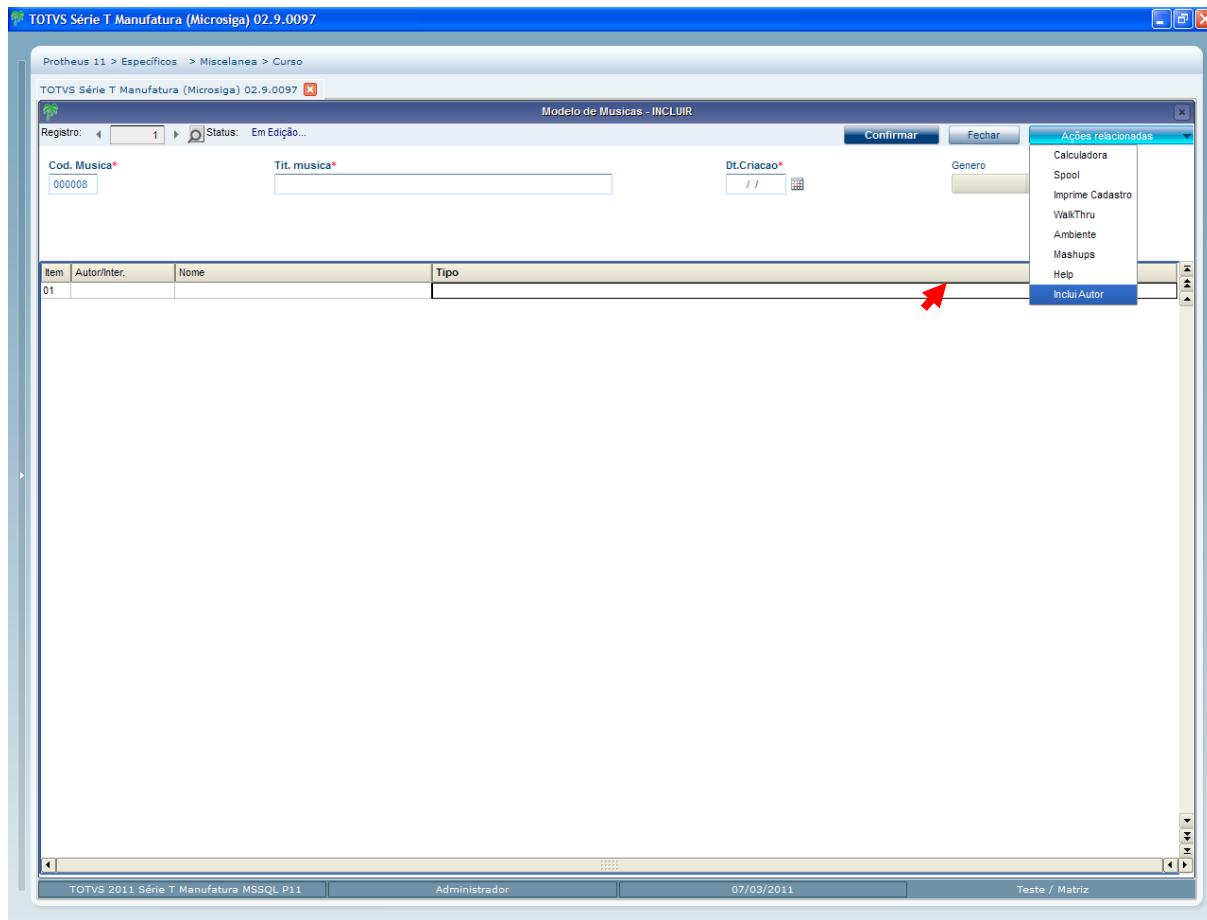 TOTVS Série T Manufatura (Microsiga) 02.9.0097
Protheus 11 > Específicos > Miscelanea > Curso
TOTVS Série T Manufatura (Microsiga) 02.9.0097
Modelo de Musicas - INCLUIR
Registro: 1 Status: Em Edição... Confirmar Fechar Ações relacionadas
Cod. Musica* Tit. musica* Dt.Criacao* Genero
000008 / /
Calculadora
Spool
Imprime Cadastro
WalkThru
Ambiente
Mashups
Help
Inclui Autor
Item Autor/Inter. Nome Tipo
01
TOTVS 2011 Série T Manufatura MSSQL P11 Administrador 07/03/2011 Teste / Matriz